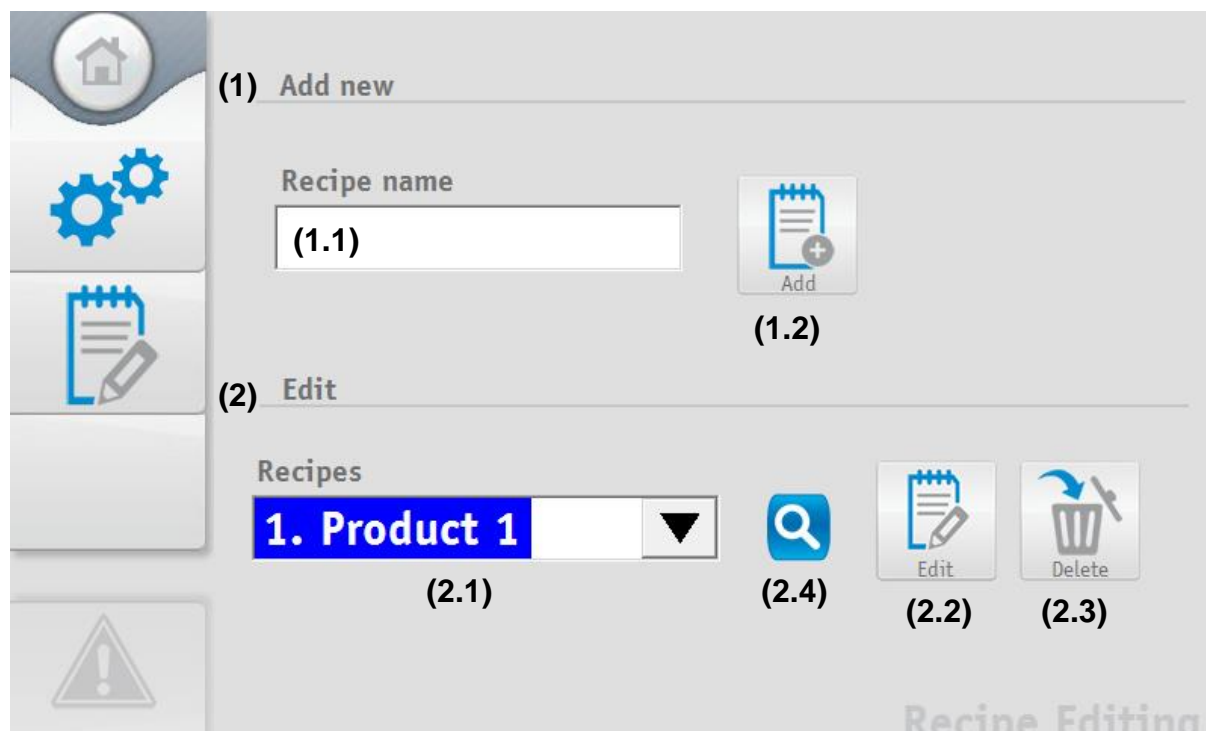 (1) Add new
Recipe name
(1.1)
Add
(1.2)
(2) Edit
Recipes
1. Product 1
Edit
Delete
(2.1)
(2.4)
(2.2)
(2.3)
Recipe Editing